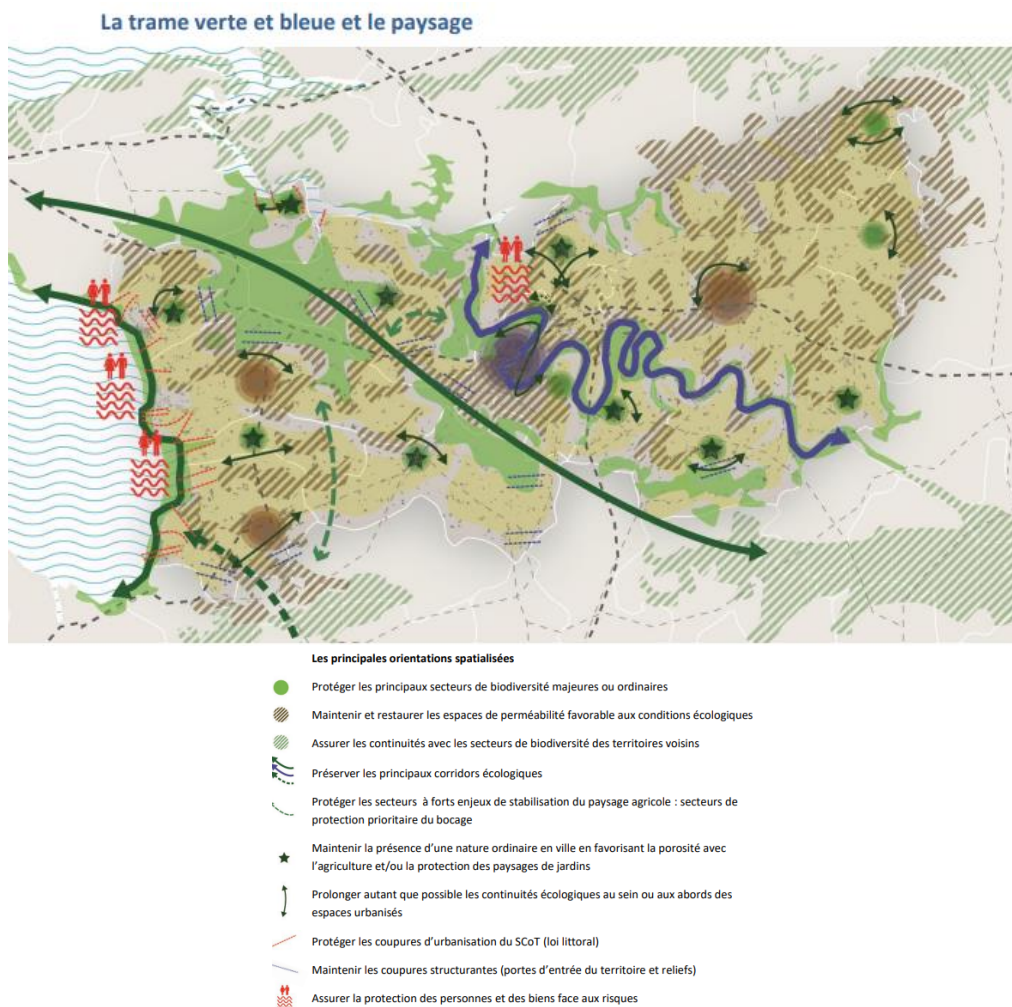 La trame verte et bleue et le paysage
Les principales orientations spatialisées
Protéger les principaux secteurs de biodiversité majeures ou ordinaires
Maintenir et restaurer les espaces de perméabilité favorable aux conditions écologiques
Assurer les continuités avec les secteurs de biodiversité des territoires voisins
Préserver les principaux corridors écologiques
Protéger les secteurs à forts enjeux de stabilisation du paysage agricole : secteurs de
protection prioritaire du bocage
Maintenir la présence d'une nature ordinaire en ville en favorisant la porosité avec
l'agriculture et/ou la protection des paysages de jardins
Prolonger autant que possible les continuités écologiques au sein ou aux abords des
espaces urbanisés
Protéger les coupures d'urbanisation du SCoT (loi littoral)
Maintenir les coupures structurantes (portes d'entrée du territoire et reliefs)
Assurer la protection des personnes et des biens face aux risques